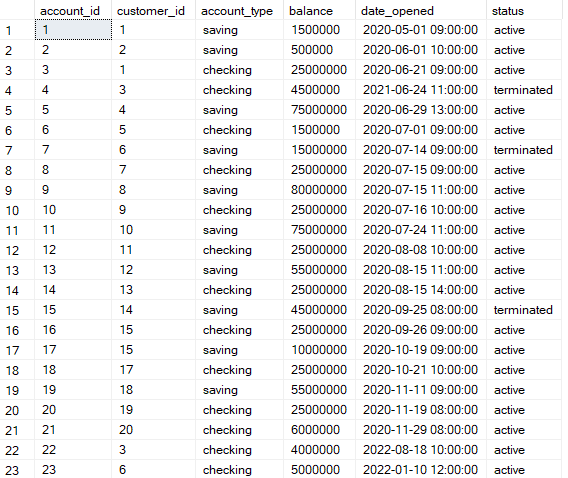 account_id customer_id account_type balance date_opened status
1 1 1 saving 1500000 2020-05-01 09:00:00 active
2 2 2 saving 500000 2020-06-01 10:00:00 active
3 3 1 checking 25000000 2020-06-21 09:00:00 active
4 4 3 checking 4500000 2021-06-24 11:00:00 terminated
5 5 4 saving 75000000 2020-06-29 13:00:00 active
6 6 5 checking 1500000 2020-07-01 09:00:00 active
7 7 6 saving 15000000 2020-07-14 09:00:00 terminated
8 8 7 checking 25000000 2020-07-15 09:00:00 active
9 9 8 saving 80000000 2020-07-15 11:00:00 active
10 10 9 checking 25000000 2020-07-16 10:00:00 active
11 11 10 saving 75000000 2020-07-24 11:00:00 active
12 12 11 checking 25000000 2020-08-08 10:00:00 active
13 13 12 saving 55000000 2020-08-15 11:00:00 active
14 14 13 checking 25000000 2020-08-15 14:00:00 active
15 15 14 saving 45000000 2020-09-25 08:00:00 terminated
16 16 15 checking 25000000 2020-09-26 09:00:00 active
17 17 15 saving 10000000 2020-10-19 09:00:00 active
18 18 17 checking 25000000 2020-10-21 10:00:00 active
19 19 18 saving 55000000 2020-11-11 09:00:00 active
20 20 19 checking 25000000 2020-11-19 08:00:00 active
21 21 20 checking 6000000 2020-11-29 08:00:00 active
22 22 3 checking 4000000 2022-08-18 10:00:00 active
23 23 6 checking 5000000 2022-01-10 12:00:00 active